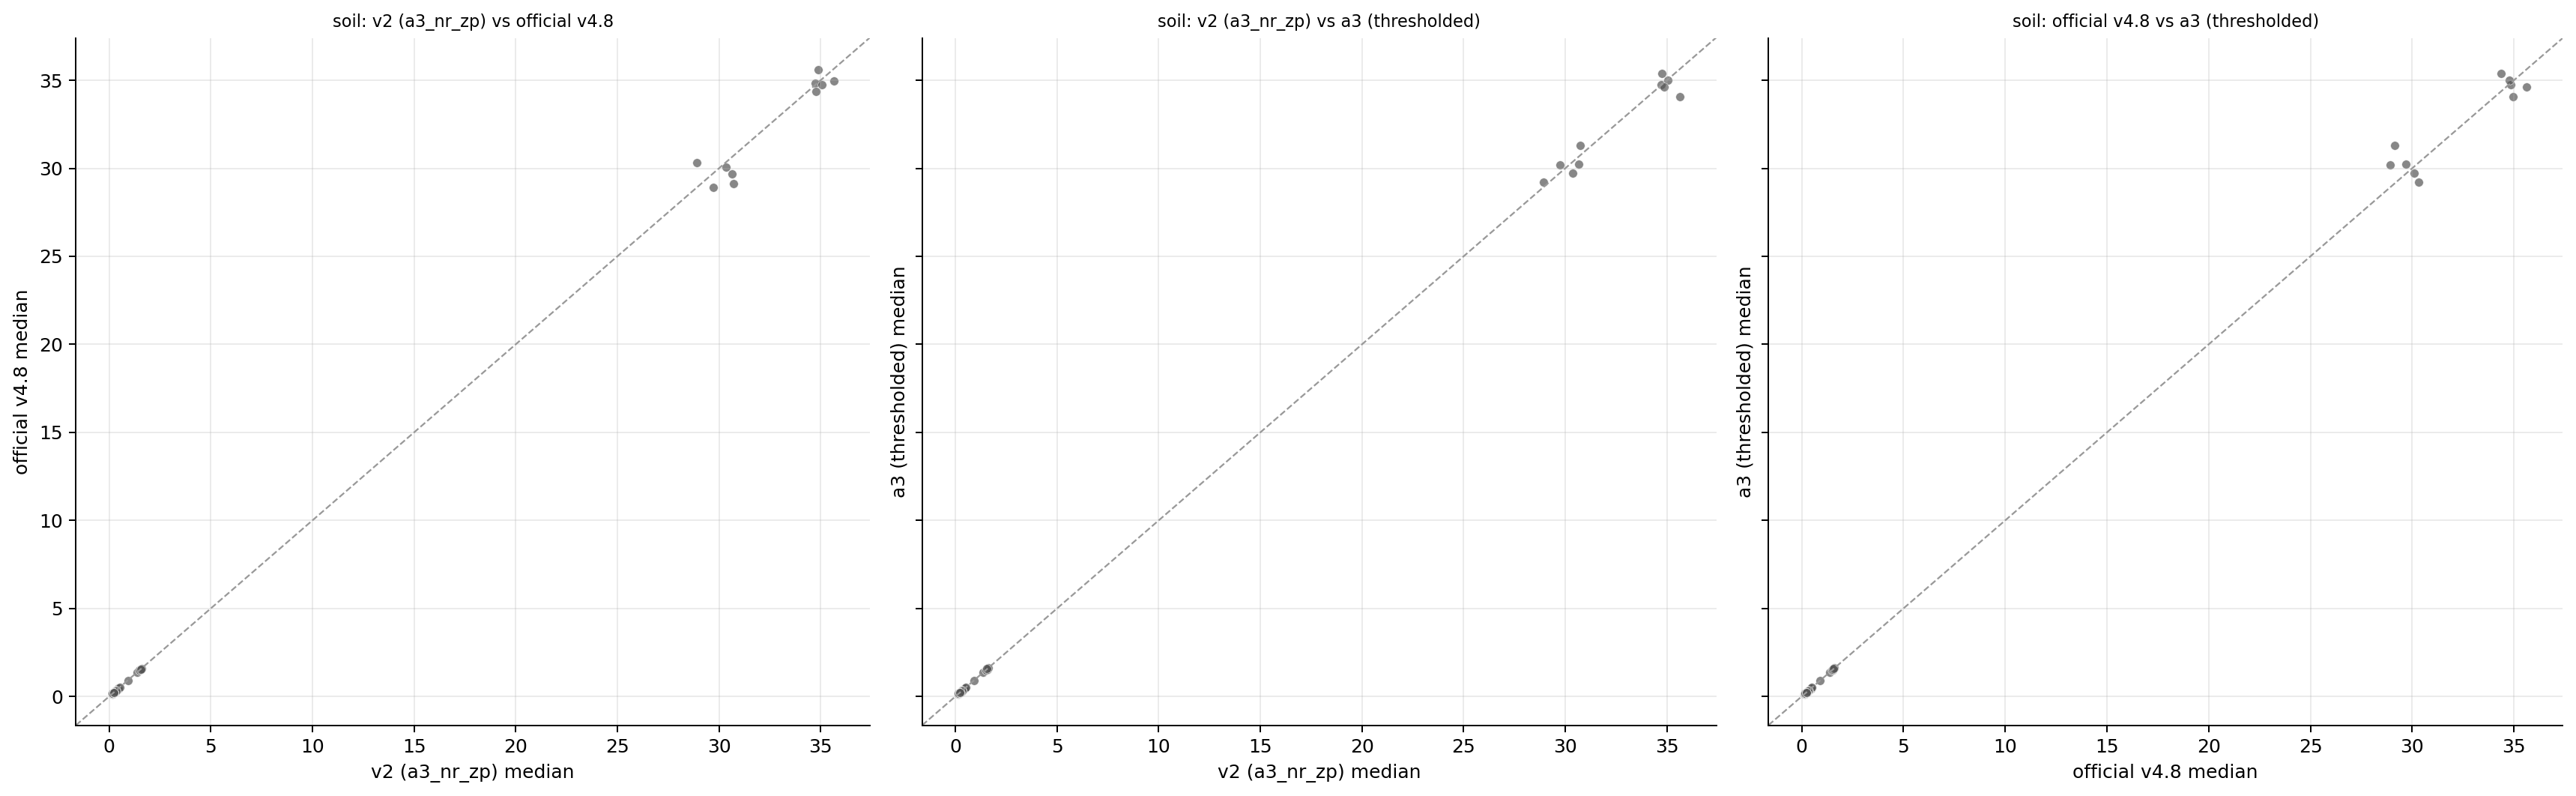 soil: v2 (a3_nr_zp) vs official v4.8
official v4.8 median
35
30
25
20
15
10
5
0
0 5 10 15 20 25 30 35
v2 (a3_nr_zp) median
soil: v2 (a3_nr_zp) vs a3 (thresholded)
a3 (thresholded) median
0 5 10 15 20 25 30 35
v2 (a3_nr_zp) median
soil: official v4.8 vs a3 (thresholded)
a3 (thresholded) median
0 5 10 15 20 25 30 35
official v4.8 median